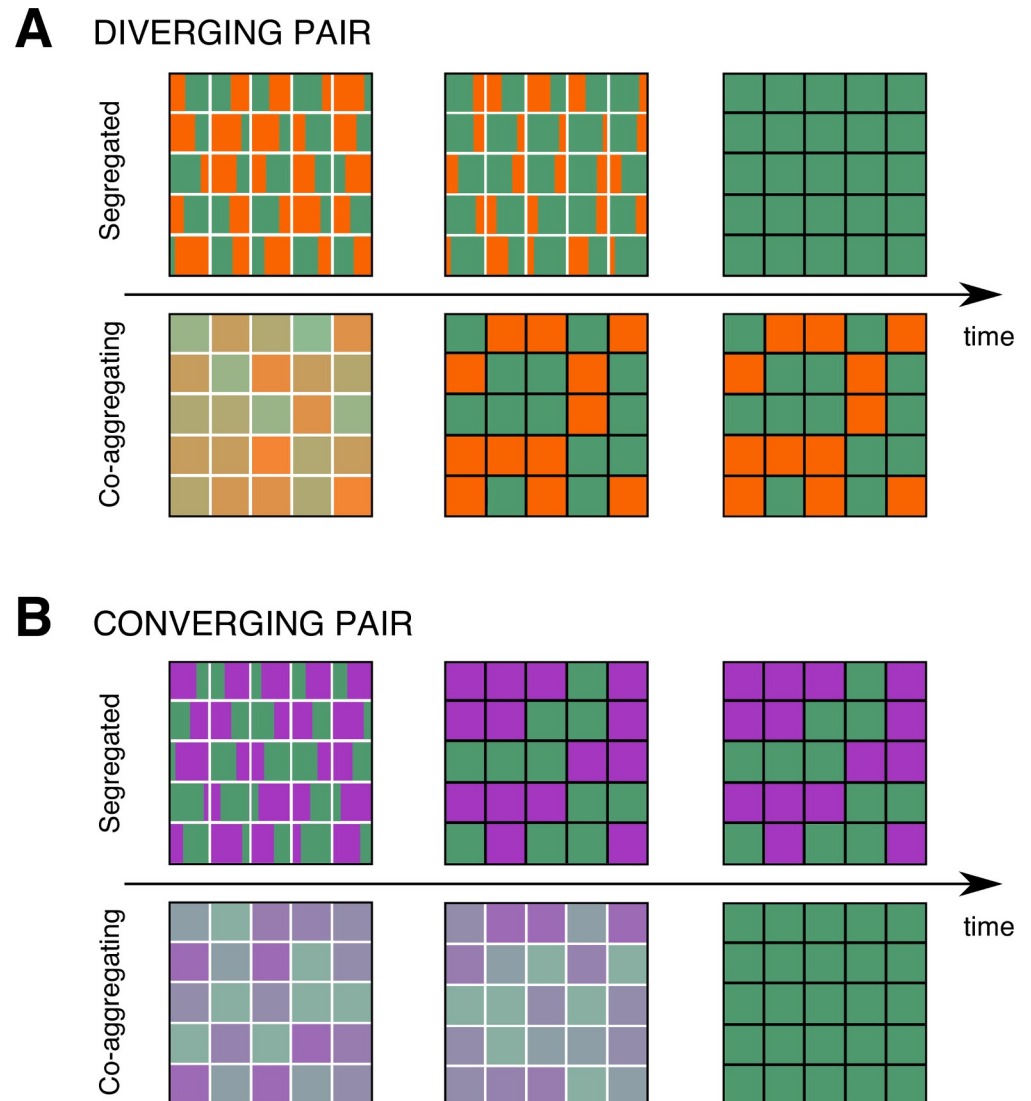 A DIVERGING PAIR
Segregated
time
Co-aggregating
B CONVERGING PAIR
Segregated
time
Co-aggregating